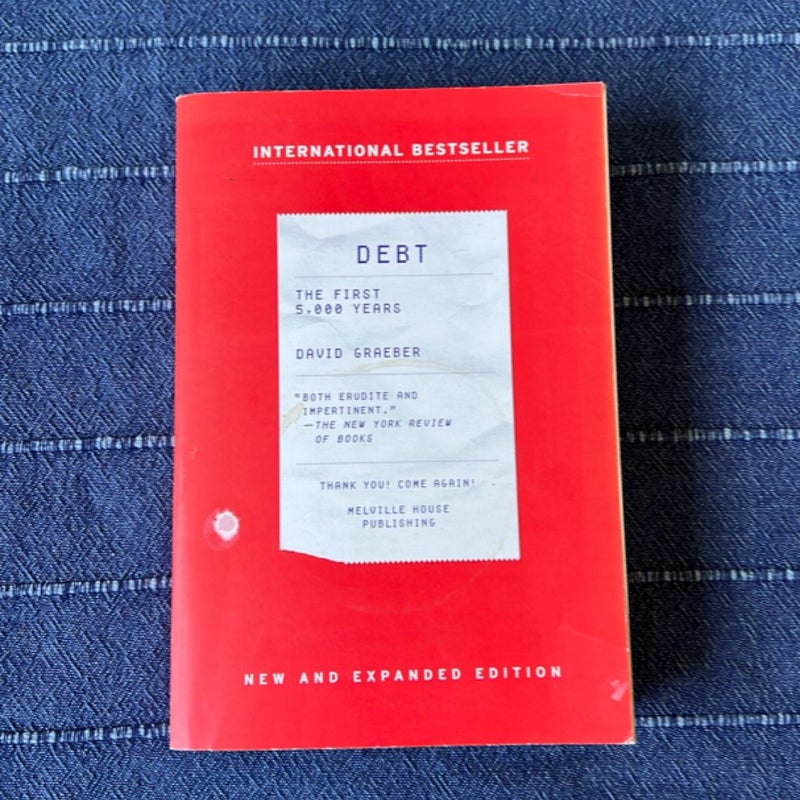 INTERNATIONAL BESTSELLER
DEBT
THE FIRST
5,000 YEARS
DAVID GRAEBER
"BOTH ERUDITE AND
IMPERTINENT."
—THE NEW YORK REVIEW
OF BOOKS
THANK YOU! COME AGAIN!
MELVILLE HOUSE
PUBLISHING
NEW AND EXPANDED EDITION